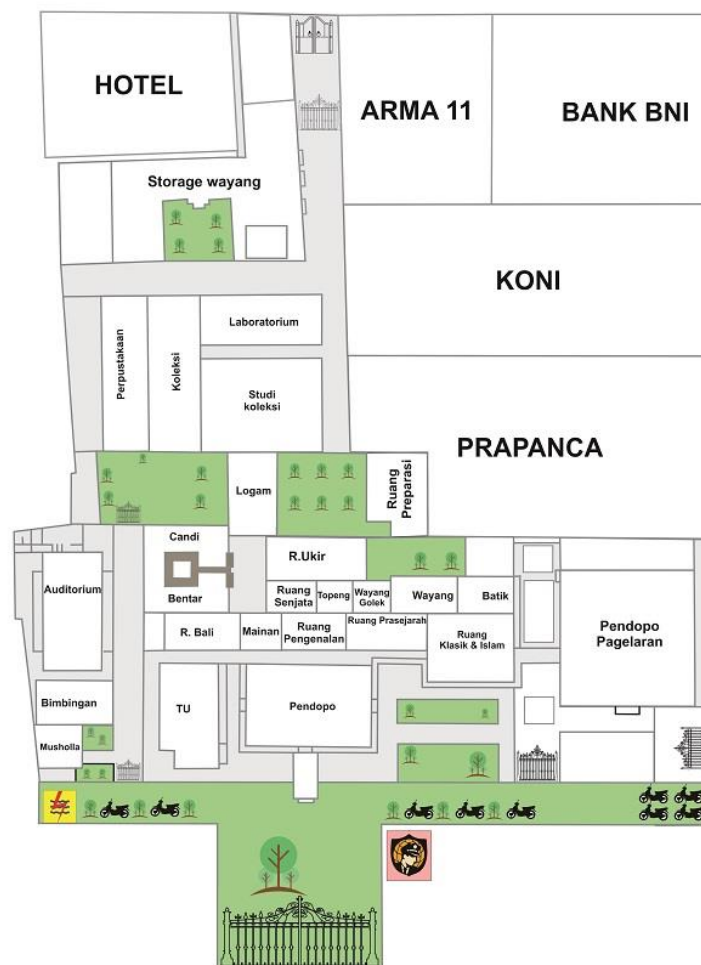 HOTEL
ARMA 11
BANK BNI
Storage wayang
KONI
Perpustakaan
Koleksi
Laboratorium
Studi
koleksi
PRAPANCA
Logam
Ruang
Preparasi
Candi
Bentar
R.Ukir
Auditorium
Ruang
Senjata
Topeng
Wayang
Golek
Wayang
Batik
Pendopo
Pagelaran
R. Bali
Mainan
Ruang
Pengenalan
Ruang Prasejarah
Ruang
Klasik & Islam
Bimbingan
TU
Pendopo
Musholla